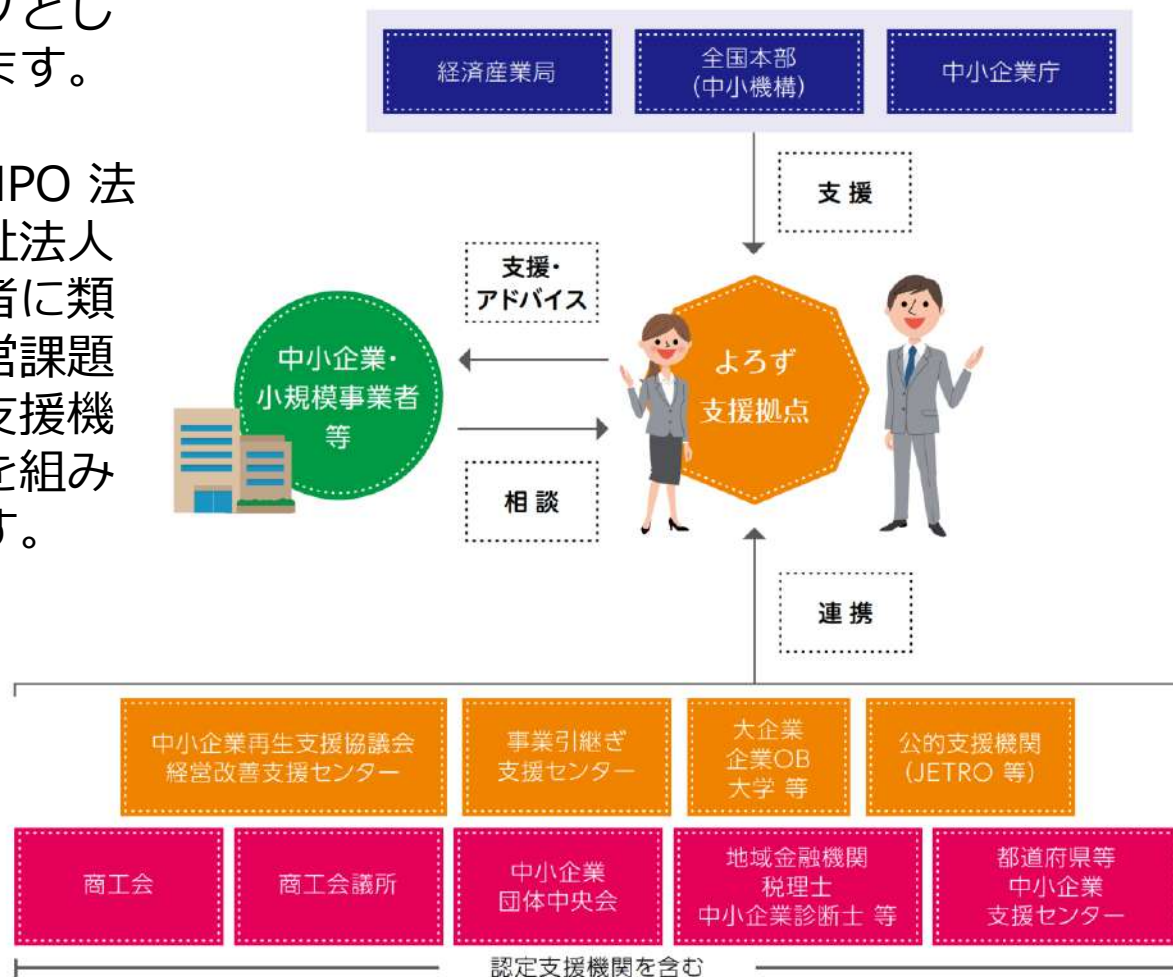 プとし
ます。
NPO 法
祉法人
者に類
営課題
支援機
を組み
す。
経済産業局
全国本部
(中小機構)
中小企業庁
支 援
支援・
アドバイス
中小企業・
小規模事業者
等
よろず
支援拠点
相 談
連 携
中小企業再生支援協議会
経営改善支援センター
事業引継ぎ
支援センター
大企業
企業OB
大学 等
公的支援機関
(JETRO 等)
商工会
商工会議所
中小企業
団体中央会
地域金融機関
税理士
中小企業診断士 等
都道府県等
中小企業
支援センター
認定支援機関を含む